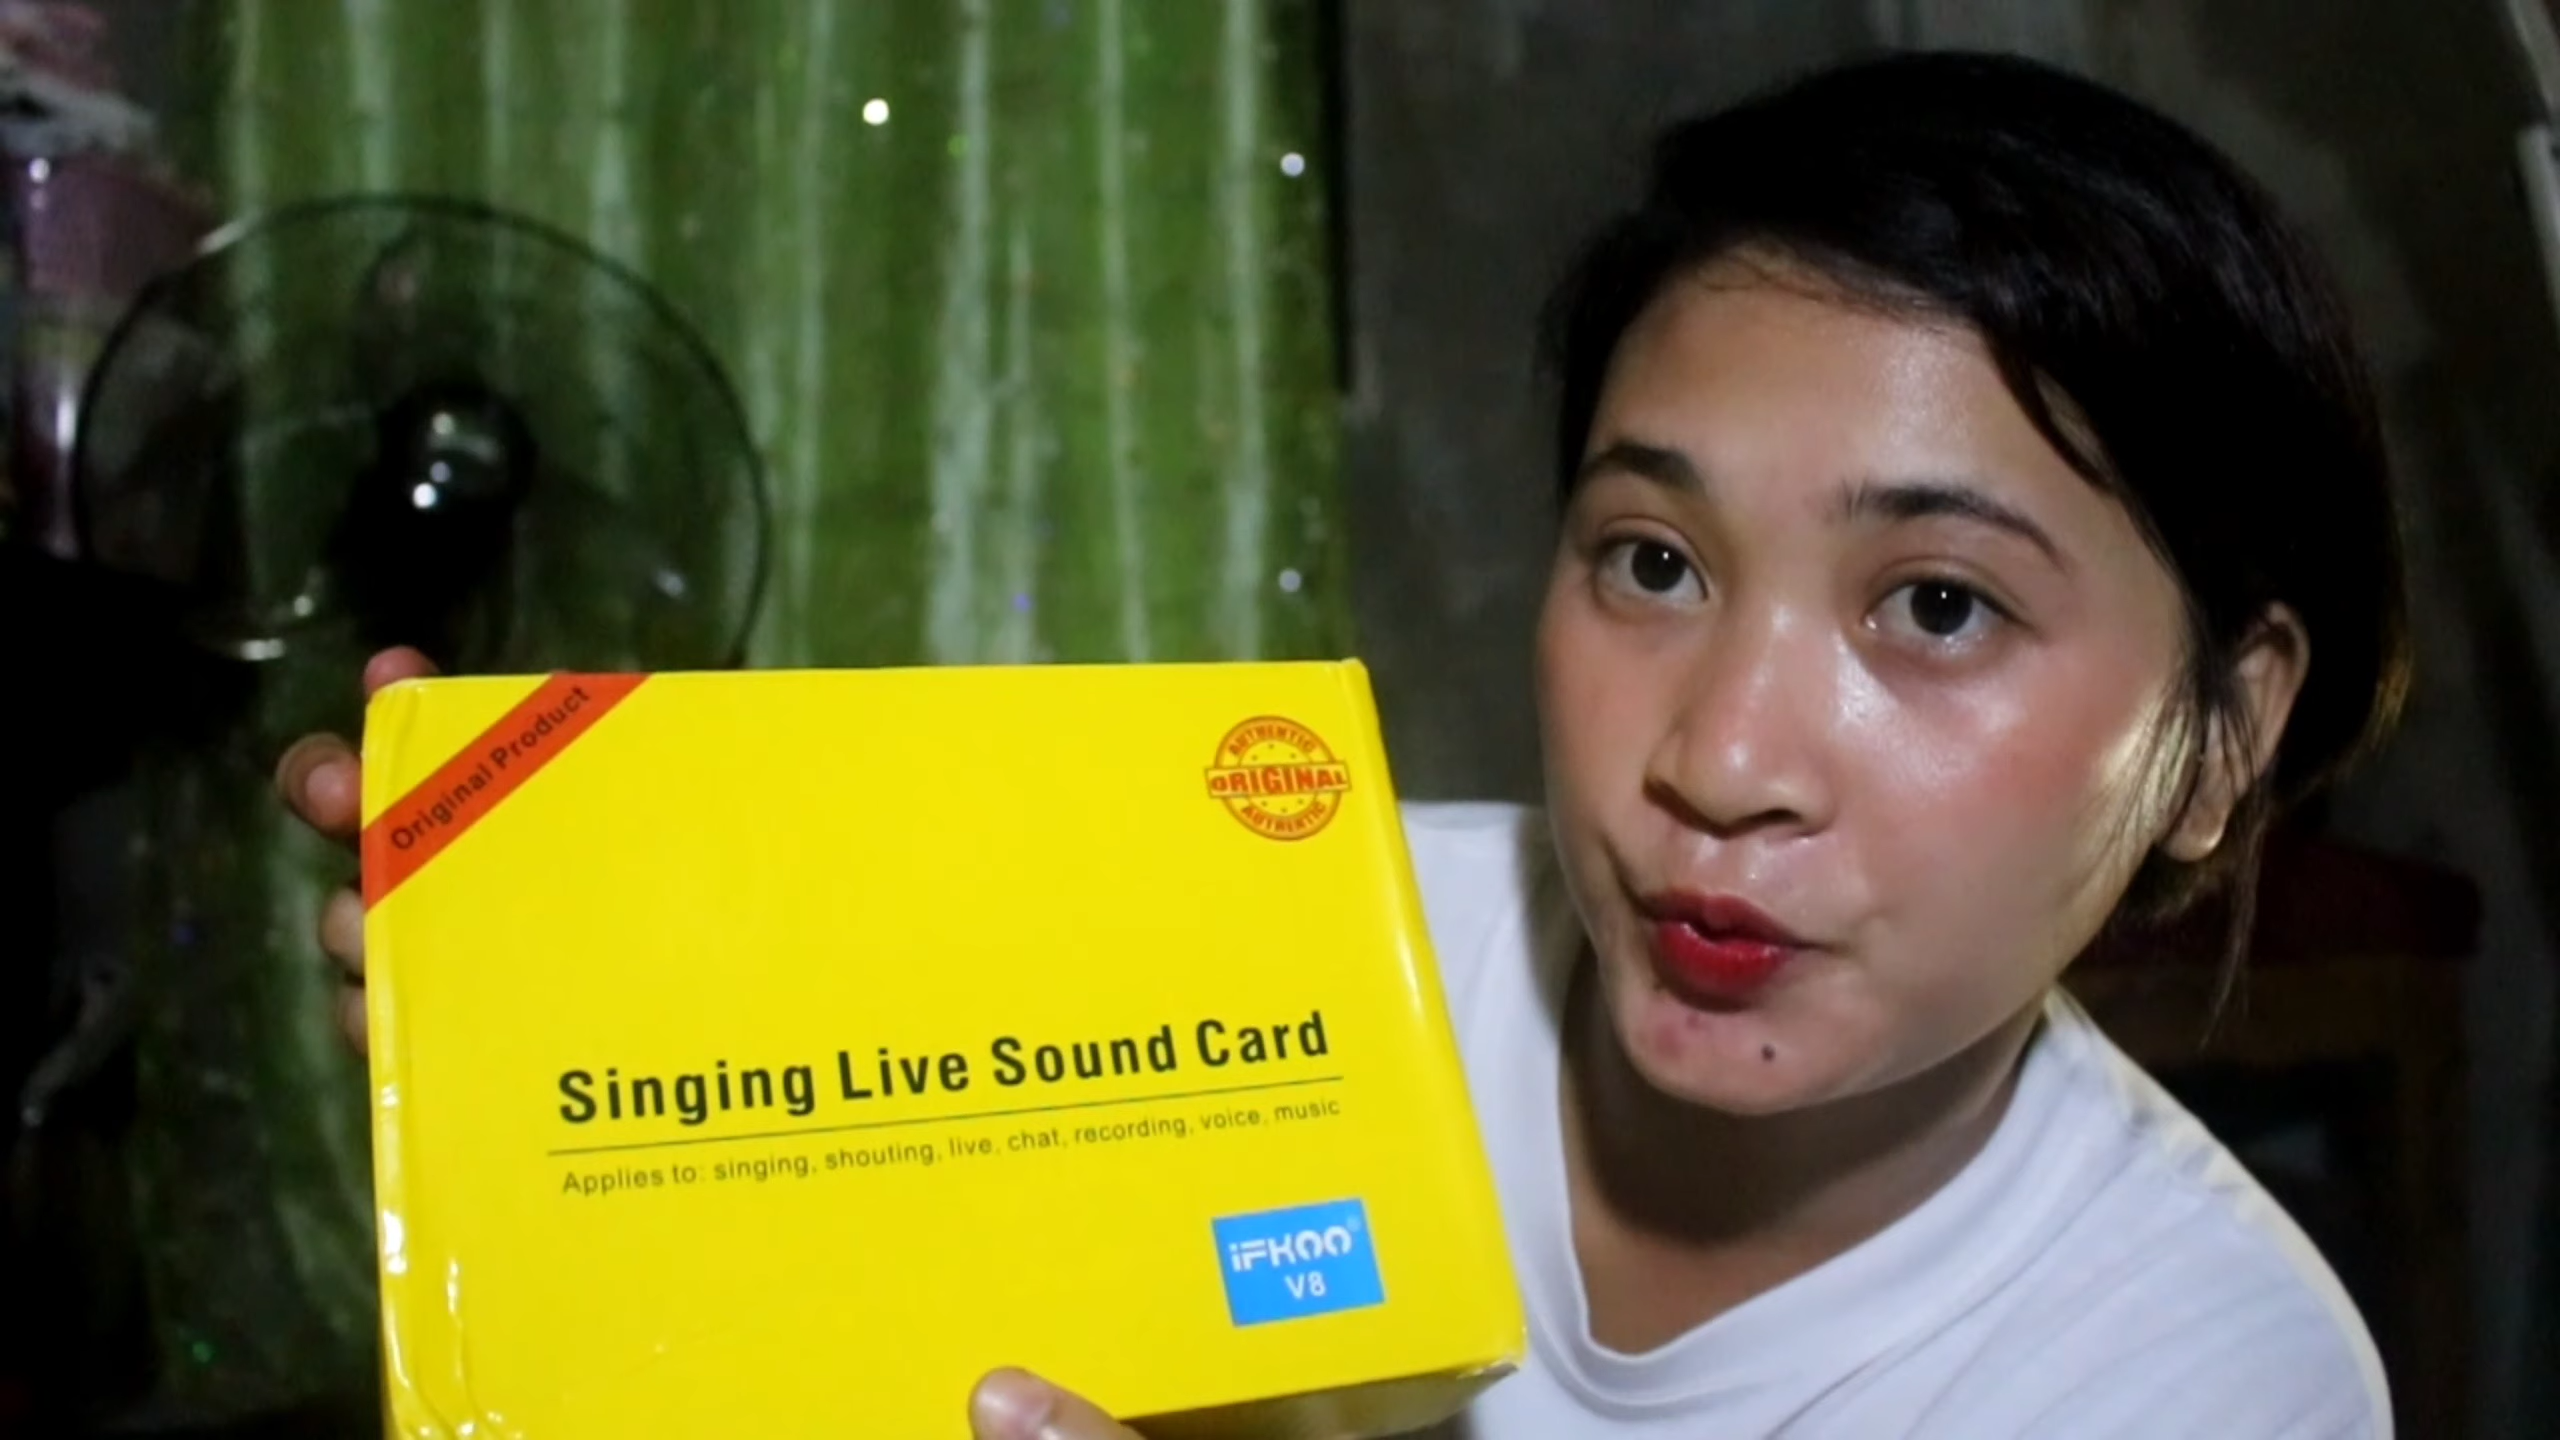 Original Product
AUTHENTIC
ORIGINAL
AUTHENTIC
Singing Live Sound Card
Applies to: singing, shouting, live, chat, recording, voice, music
iFKOO®
V8